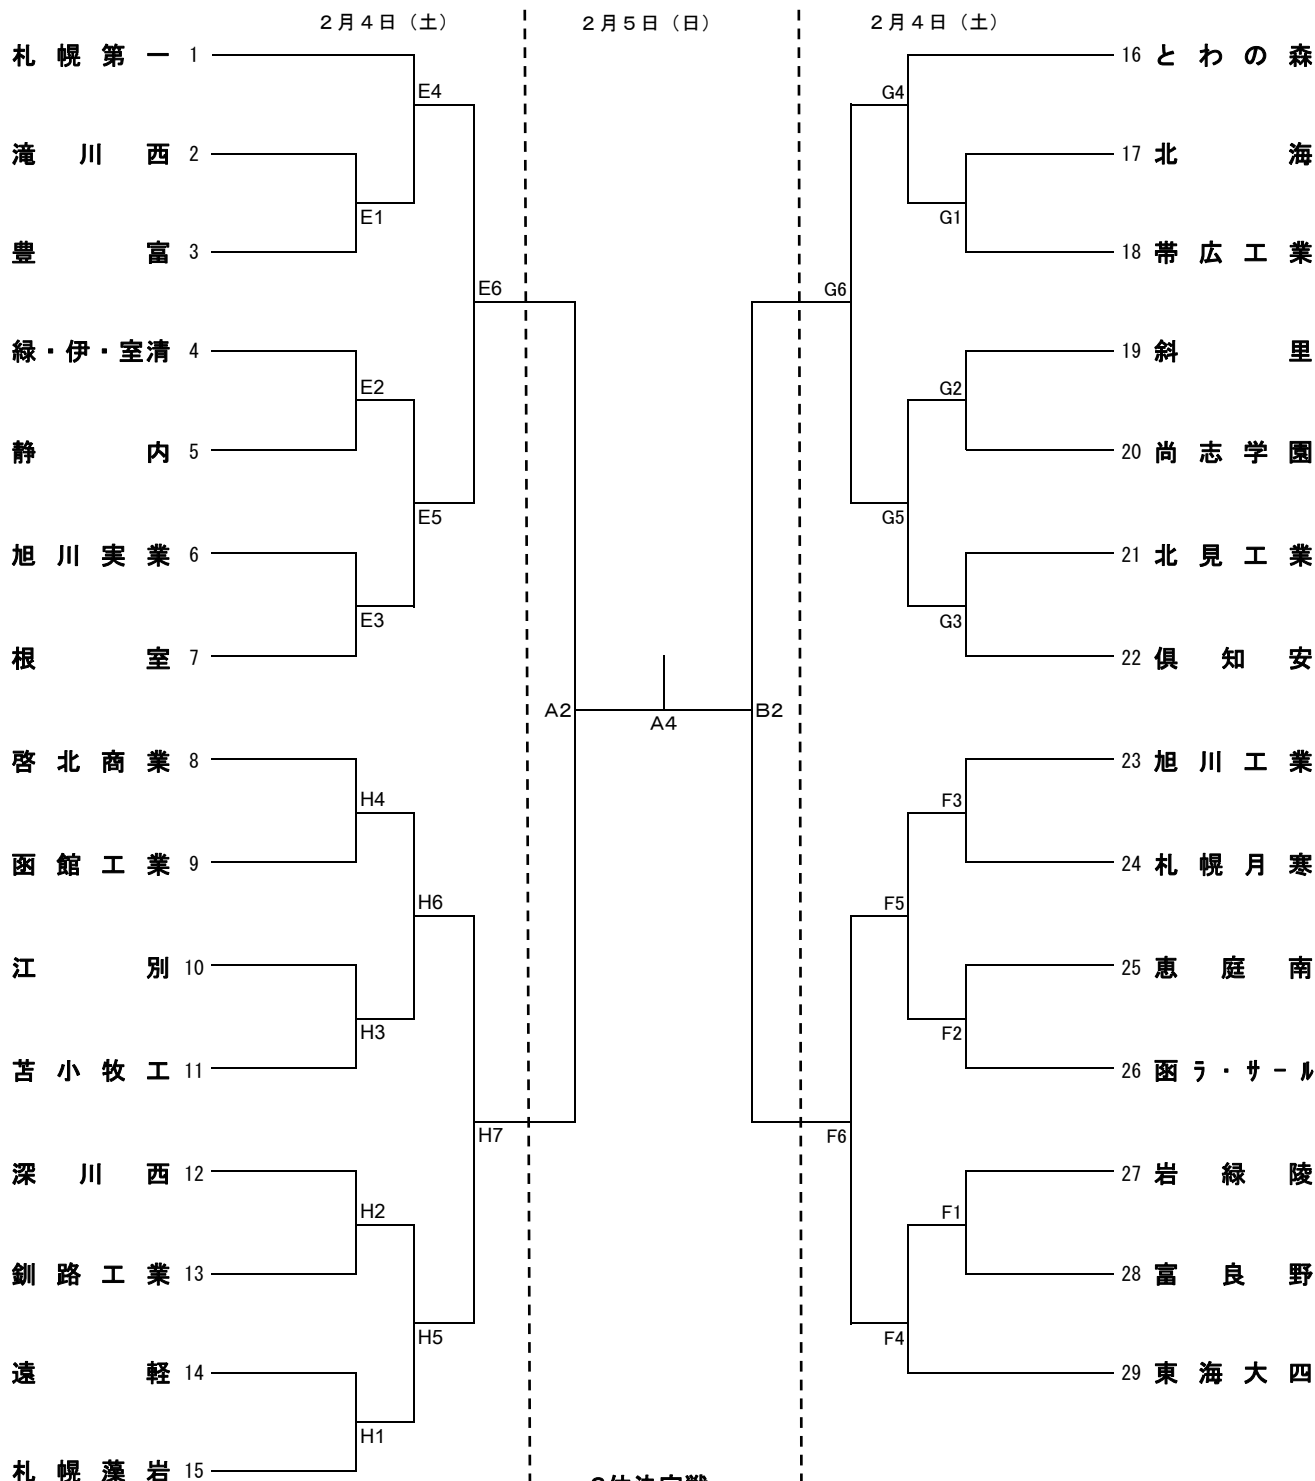 ２月４日（土） ２月５日（日） ２月４日（土）
札幌第一 1 16 とわの森
E4 G4
滝川西 2 17 北海
E1 G1
豊富 3 18 帯広工業
E6 G6
緑・伊・室清 4 19 斜里
E2 G2
静内 5 20 尚志学園
E5 G5
旭川実業 6 21 北見工業
E3 G3
根室 7 22 倶知安
A2 A4 B2
啓北商業 8 23 旭川工業
H4 F3
函館工業 9 24 札幌月寒
H6 F5
江別 10 25 恵庭南
H3 F2
苫小牧工 11 26 函ラ・サール
H7 F6
深川西 12 27 岩緑陵
H2 F1
釧路工業 13 28 富良野
H5 F4
遠軽 14 29 東海大四
H1
札幌藻岩 15